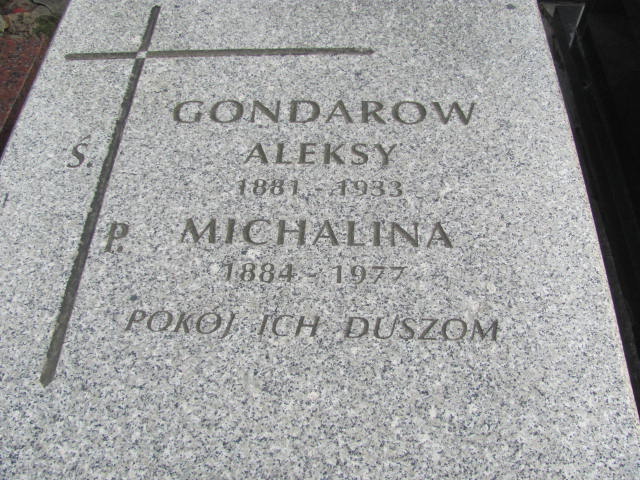 GONDAROW
Ś. ALEKSY
1881 - 1933
P. MICHALINA
1884 - 1977
POKÓJ ICH DUSZOM